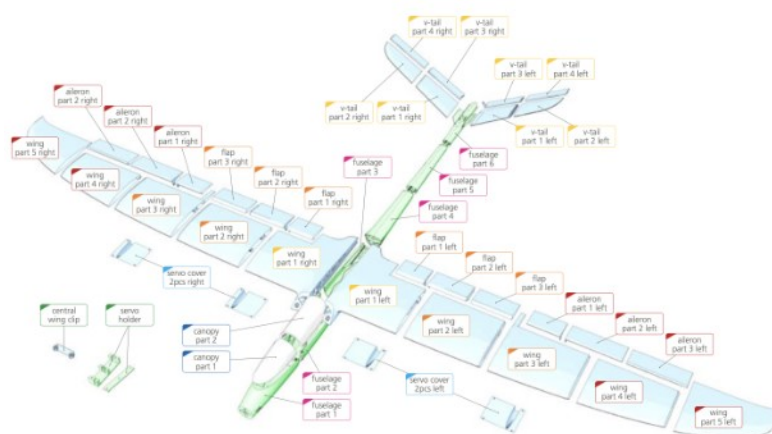 v-tail
part 4 right
v-tail
part 3 right
v-tail
part 3 left
v-tail
part 4 left
v-tail
part 2 right
v-tail
part 1 right
v-tail
part 1 left
v-tail
part 2 left
aileron
part 2 right
aileron
part 2 right
aileron
part 1 right
flap
part 3 right
flap
part 2 right
flap
part 1 right
wing
part 5 right
wing
part 4 right
wing
part 3 right
wing
part 2 right
wing
part 1 right
fuselage
part 3
fuselage
part 6
fuselage
part 5
fuselage
part 4
flap
part 1 left
flap
part 2 left
flap
part 3 left
aileron
part 1 left
aileron
part 2 left
aileron
part 3 left
servo cover
2pcs right
wing
part 1 left
wing
part 2 left
wing
part 3 left
wing
part 4 left
wing
part 5 left
central
wing clip
servo
holder
canopy
part 2
canopy
part 1
fuselage
part 2
fuselage
part 1
servo cover
2pcs left